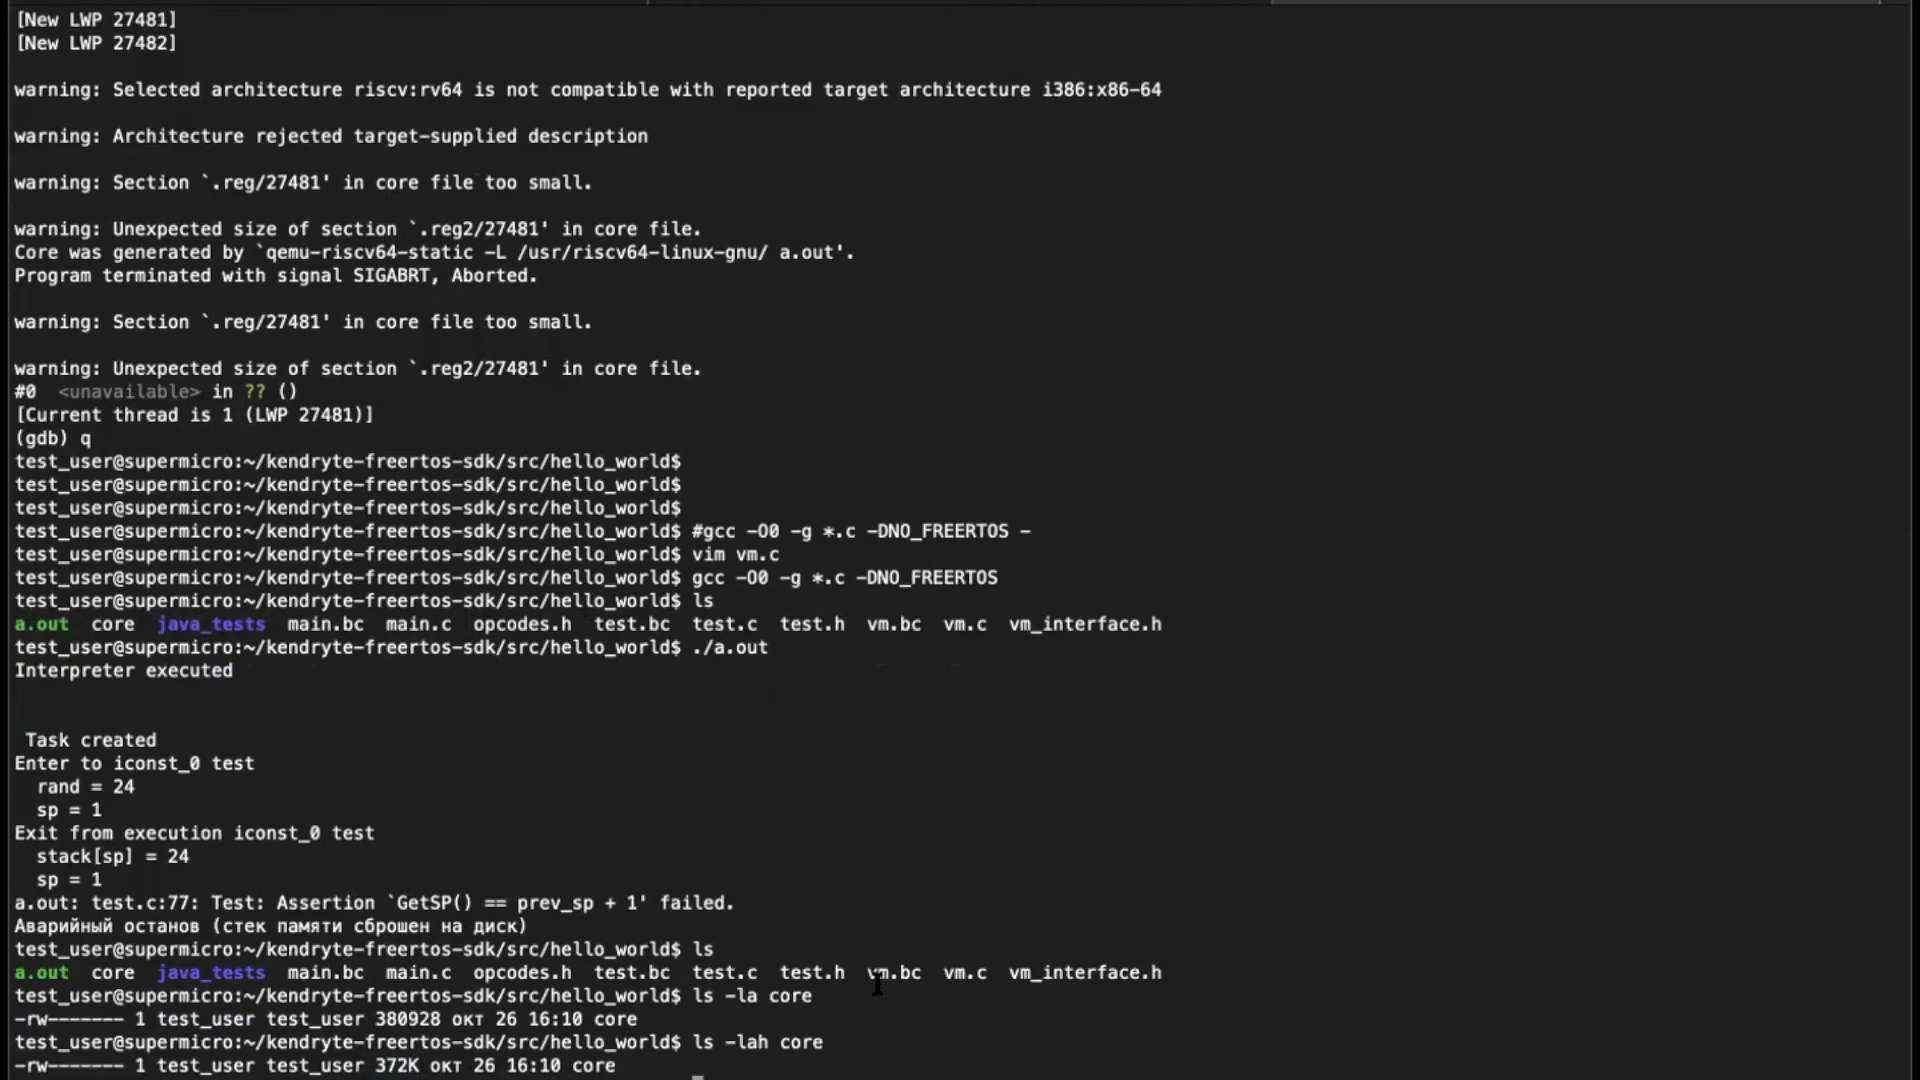 [New LWP 27481]
[New LWP 27482]
warning: Selected architecture riscv:rv64 is not compatible with reported target architecture i386:x86-64
warning: Architecture rejected target-supplied description
warning: Section `.reg/27481' in core file too small.
warning: Unexpected size of section `.reg2/27481' in core file.
Core was generated by `qemu-riscv64-static -L /usr/riscv64-linux-gnu/ a.out'.
Program terminated with signal SIGABRT, Aborted.
warning: Section `.reg/27481' in core file too small.
warning: Unexpected size of section `.reg2/27481' in core file.
#0  <unavailable> in ?? ()
[Current thread is 1 (LWP 27481)]
(gdb) q
test_user@supermicro:~/kendryte-freertos-sdk/src/hello_world$
test_user@supermicro:~/kendryte-freertos-sdk/src/hello_world$
test_user@supermicro:~/kendryte-freertos-sdk/src/hello_world$
test_user@supermicro:~/kendryte-freertos-sdk/src/hello_world$ #gcc -O0 -g *.c -DNO_FREERTOS -
test_user@supermicro:~/kendryte-freertos-sdk/src/hello_world$ vim vm.c
test_user@supermicro:~/kendryte-freertos-sdk/src/hello_world$ gcc -O0 -g *.c -DNO_FREERTOS
test_user@supermicro:~/kendryte-freertos-sdk/src/hello_world$ ls
a.out  core  java_tests  main.bc  main.c  opcodes.h  test.bc  test.c  test.h  vm.bc  vm.c  vm_interface.h
test_user@supermicro:~/kendryte-freertos-sdk/src/hello_world$ ./a.out
Interpreter executed
 Task created
Enter to iconst_0 test
  rand = 24
  sp = 1
Exit from execution iconst_0 test
  stack[sp] = 24
  sp = 1
a.out: test.c:77: Test: Assertion `GetSP() == prev_sp + 1' failed.
Аварийный останов (стек памяти сброшен на диск)
test_user@supermicro:~/kendryte-freertos-sdk/src/hello_world$ ls
a.out  core  java_tests  main.bc  main.c  opcodes.h  test.bc  test.c  test.h  vm.bc  vm.c  vm_interface.h
test_user@supermicro:~/kendryte-freertos-sdk/src/hello_world$ ls -la core
-rw------- 1 test_user test_user 380928 окт 26 16:10 core
test_user@supermicro:~/kendryte-freertos-sdk/src/hello_world$ ls -lah core
-rw------- 1 test_user test_user 372K окт 26 16:10 core